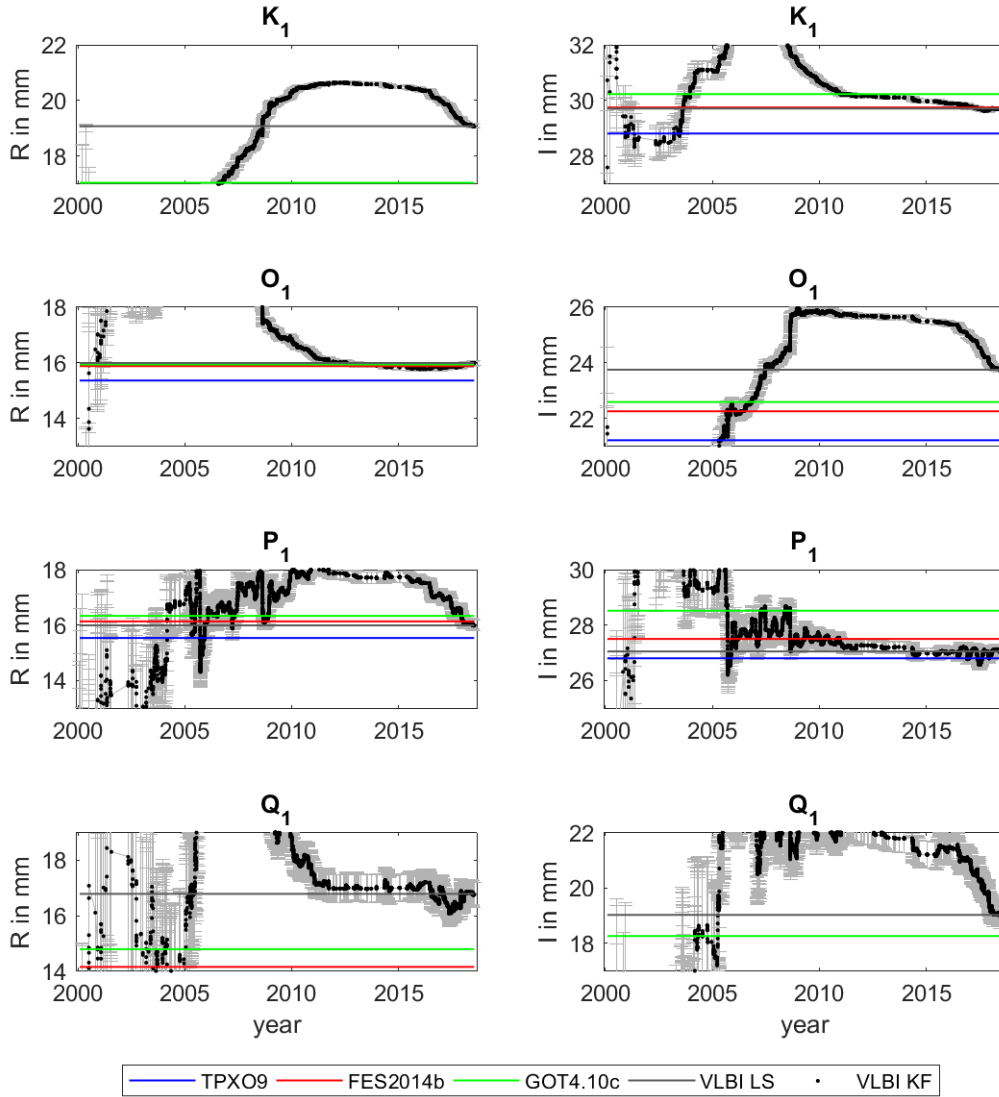 K₁
K₁
22
20
18
R in mm
2000 2005 2010 2015
32
30
28
I in mm
2000 2005 2010 2015
O₁
O₁
18
16
14
R in mm
2000 2005 2010 2015
26
24
22
I in mm
2000 2005 2010 2015
P₁
P₁
18
16
14
R in mm
2000 2005 2010 2015
30
28
26
I in mm
2000 2005 2010 2015
Q₁
Q₁
18
16
14
R in mm
2000 2005 2010 2015
year
22
20
18
I in mm
2000 2005 2010 2015
year
TPXO9 FES2014b GOT4.10c VLBI LS VLBI KF